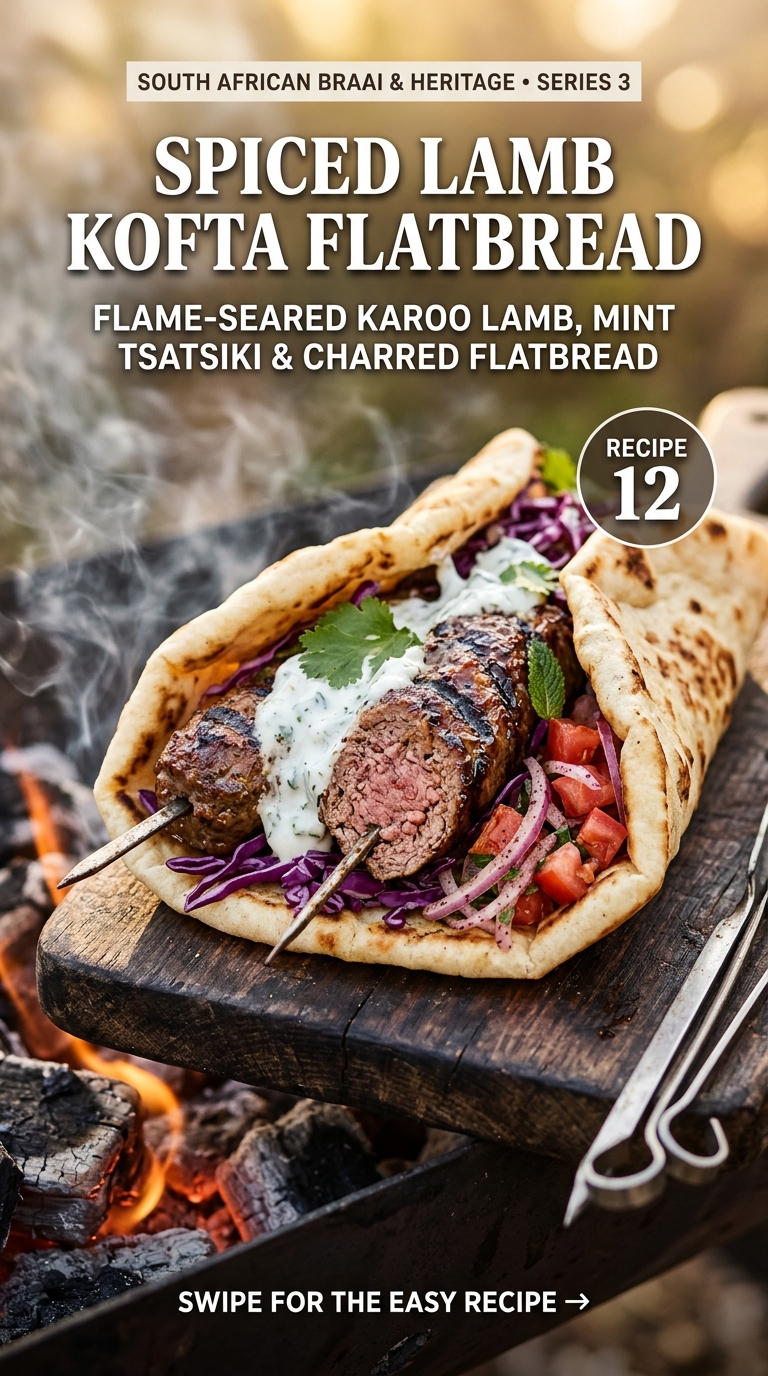 SOUTH AFRICAN BRAAI & HERITAGE • SERIES 3
SPICED LAMB
KOFTA FLATBREAD
FLAME-SEARED KAROO LAMB, MINT
TSATSIKI & CHARRED FLATBREAD
RECIPE
12
SWIPE FOR THE EASY RECIPE →